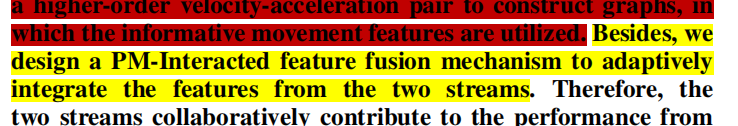 a higher-order velocity-acceleration pair to construct graphs, in
which the informative movement features are utilized. Besides, we
design a PM-Interacted feature fusion mechanism to adaptively
integrate the features from the two streams. Therefore, the
two streams collaboratively contribute to the performance from